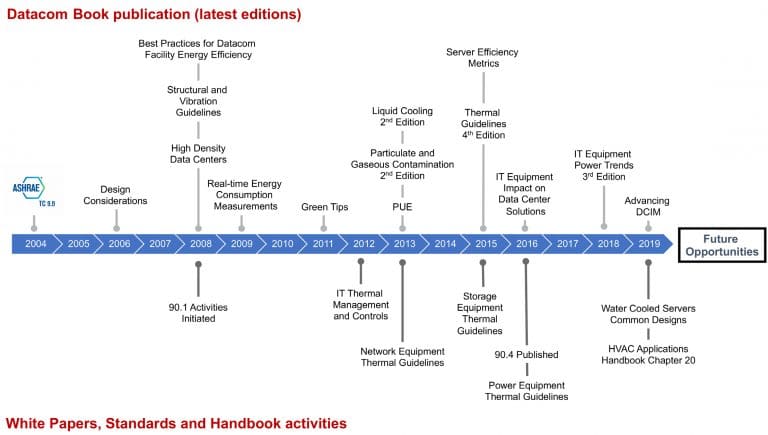 Datacom Book publication (latest editions)
Best Practices for Datacom
Facility Energy Efficiency
Server Efficiency
Metrics
Structural and
Vibration
Guidelines
Liquid Cooling
2nd Edition
Thermal
Guidelines
4th Edition
High Density
Data Centers
Particulate and
Gaseous Contamination
2nd Edition
IT Equipment
Power Trends
3rd Edition
ASHRAE
TC 9.9
Design
Considerations
Real-time Energy
Consumption
Measurements
Green Tips
PUE
IT Equipment
Impact on
Data Center
Solutions
Advancing
DCIM
2004 2005 2006 2007 2008 2009 2010 2011 2012 2013 2014 2015 2016 2017 2018 2019
Future
Opportunities
90.1 Activities
Initiated
IT Thermal
Management
and Controls
Storage
Equipment
Thermal
Guidelines
Water Cooled Servers
Common Designs
Network Equipment
Thermal Guidelines
90.4 Published
HVAC Applications
Handbook Chapter 20
Power Equipment
Thermal Guidelines
White Papers, Standards and Handbook activities